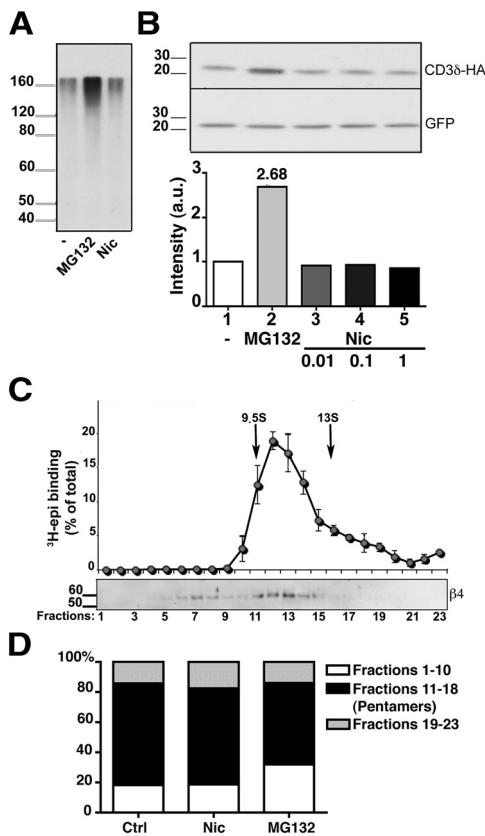 A
160
120
80
60
50
40
- MG132 Nic
B
30
20
CD3δ-HA
30
20
GFP
Intensity (a.u.)
3
2
1
0
2.68
1 2 3 4 5
- MG132 Nic
0.01 0.1 1
C
9.5S 13S
³H-epi binding
(% of total)
20
15
10
5
0
60
50
β4
Fractions: 1 3 5 7 9 11 13 15 17 19 21 23
D
100%
80
60
40
20
0
Ctrl Nic MG132
Fractions 1-10
Fractions 11-18
(Pentamers)
Fractions 19-23